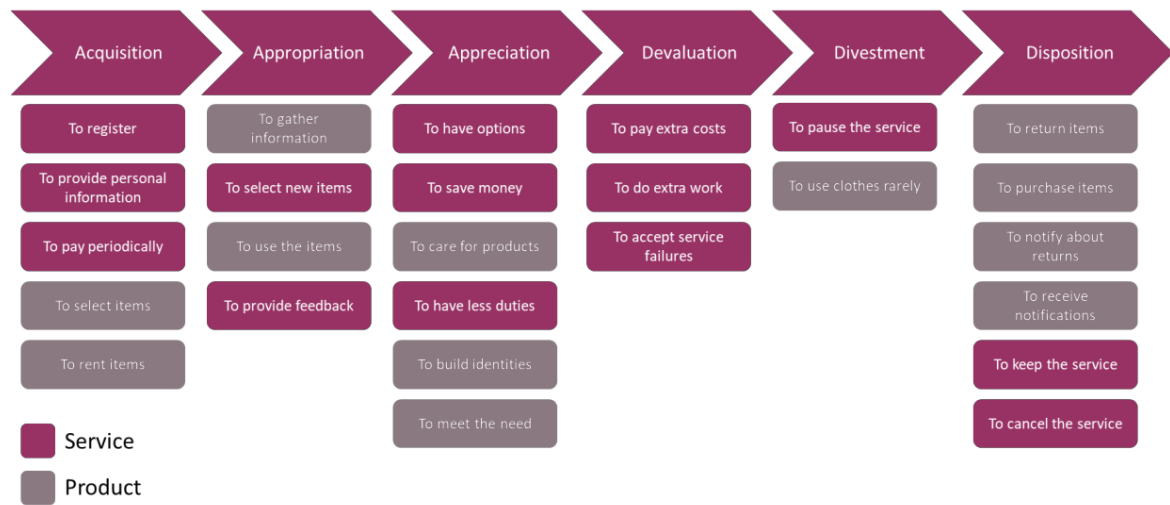 Acquisition
Appropriation
Appreciation
Devaluation
Divestment
Disposition
To register
To provide personal
information
To pay periodically
To select items
To rent items
To gather
information
To select new items
To use the items
To provide feedback
To have options
To save money
To care for products
To have less duties
To build identities
To meet the need
To pay extra costs
To do extra work
To accept service
failures
To pause the service
To use clothes rarely
To return items
To purchase items
To notify about
returns
To receive
notifications
To keep the service
To cancel the service
Service
Product